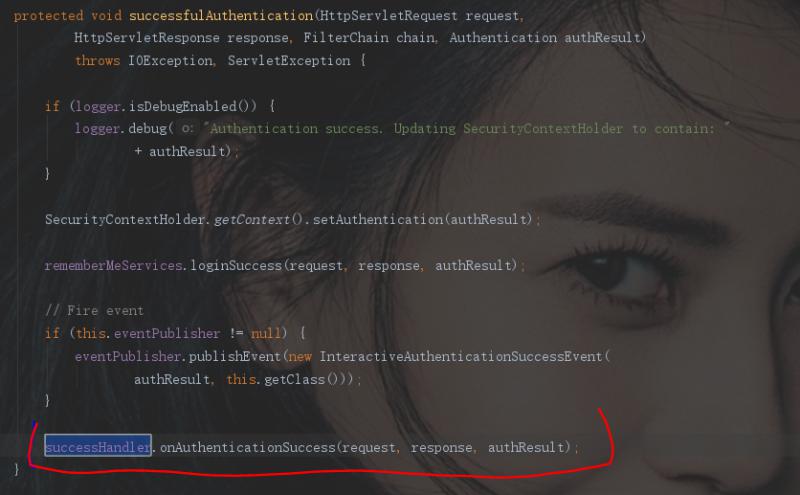 protected void successfulAuthentication(HttpServletRequest request,
HttpServletResponse response, FilterChain chain, Authentication authResult)
throws IOException, ServletException {
if (logger.isDebugEnabled()) {
logger.debug( o: "Authentication success. Updating SecurityContextHolder to contain: "
+ authResult);
}
SecurityContextHolder.getContext().setAuthentication(authResult);
rememberMeServices.loginSuccess(request, response, authResult);
// Fire event
if (this.eventPublisher != null) {
eventPublisher.publishEvent(new InteractiveAuthenticationSuccessEvent(
authResult, this.getClass()));
}
successHandler.onAuthenticationSuccess(request, response, authResult);
}